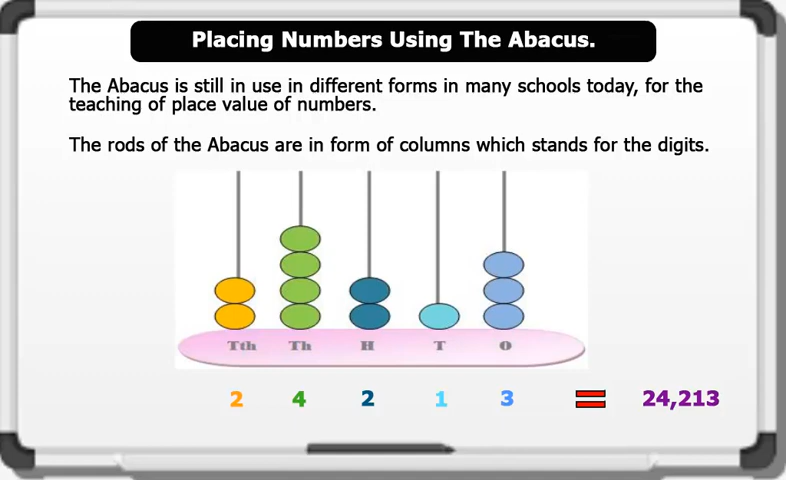 Placing Numbers Using The Abacus.
The Abacus is still in use in different forms in many schools today, for the
teaching of place value of numbers.
The rods of the Abacus are in form of columns which stands for the digits.
Tth Th H T O
2 4 2 1 3 = 24,213